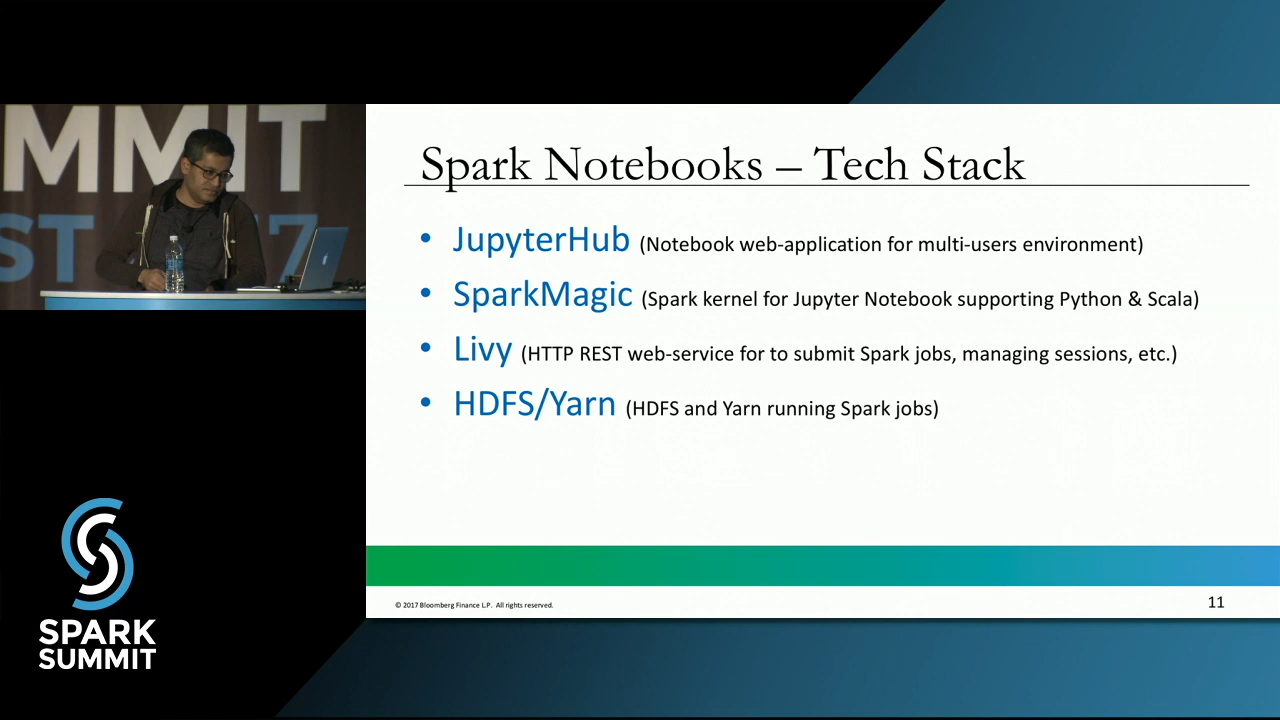 MMIT
ST 17
Spark Notebooks – Tech Stack
• JupyterHub (Notebook web-application for multi-users environment)
• SparkMagic (Spark kernel for Jupyter Notebook supporting Python & Scala)
• Livy (HTTP REST web-service for to submit Spark jobs, managing sessions, etc.)
• HDFS/Yarn (HDFS and Yarn running Spark jobs)
© 2017 Bloomberg Finance L.P. All rights reserved.
11
SPARK
SUMMIT